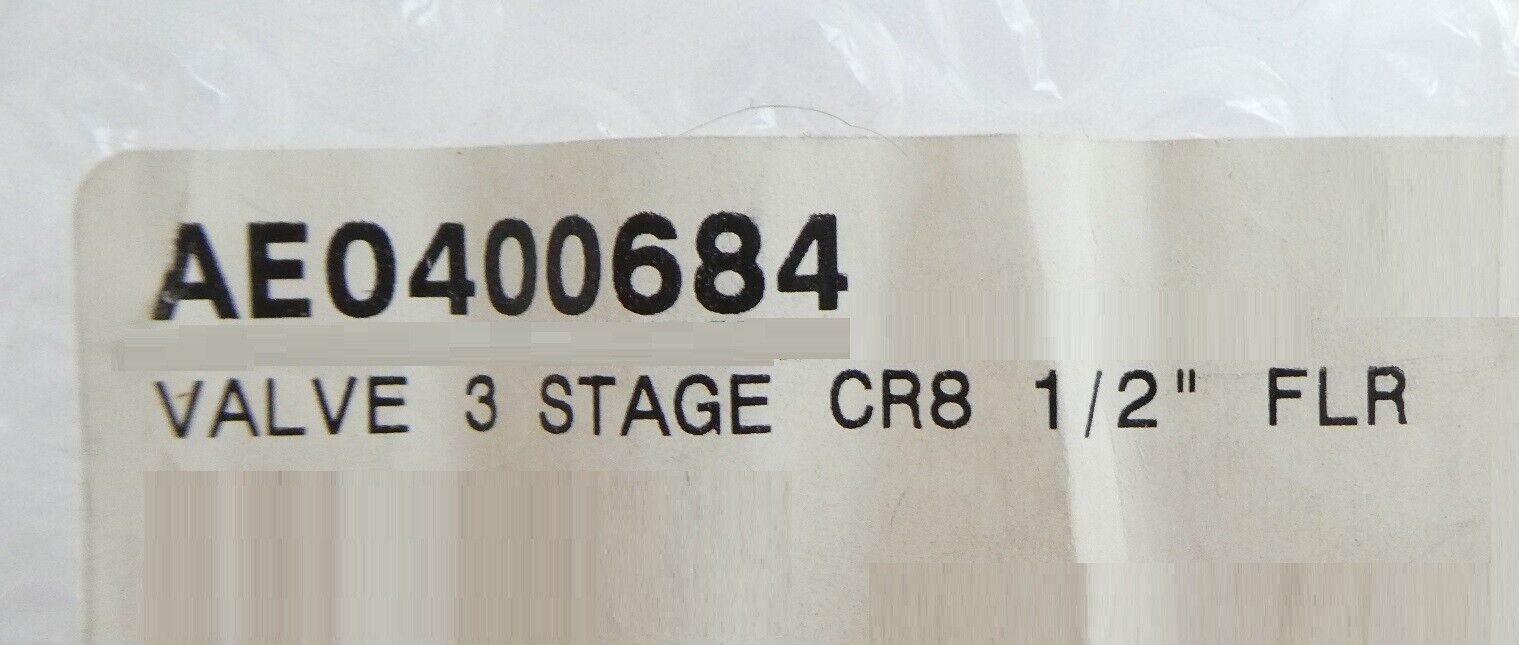 AE0400684
VALVE 3 STAGE CR8 1/2" FLR